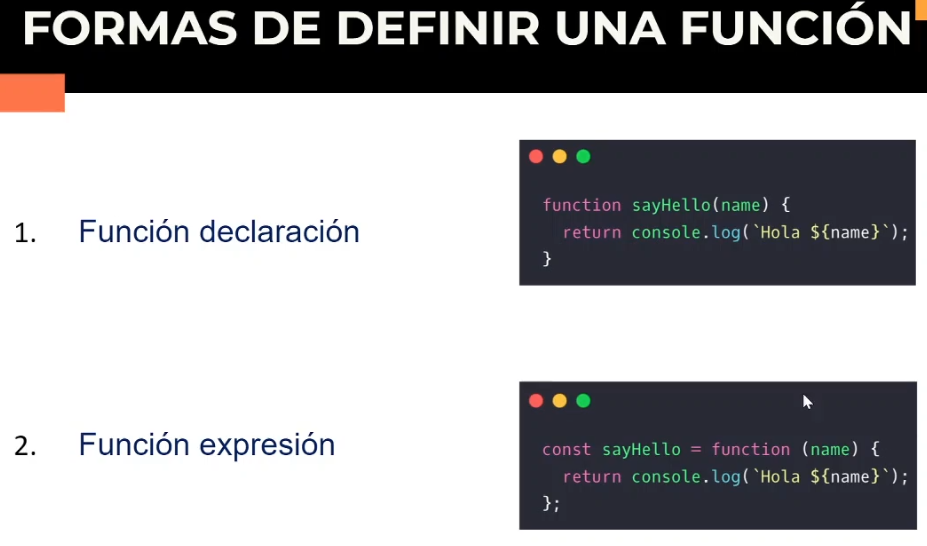 FORMAS DE DEFINIR UNA FUNCIÓN
1. Función declaración
function sayHello(name) {
  return console.log(`Hola ${name}`);
}
2. Función expresión
const sayHello = function (name) {
  return console.log(`Hola ${name}`);
};